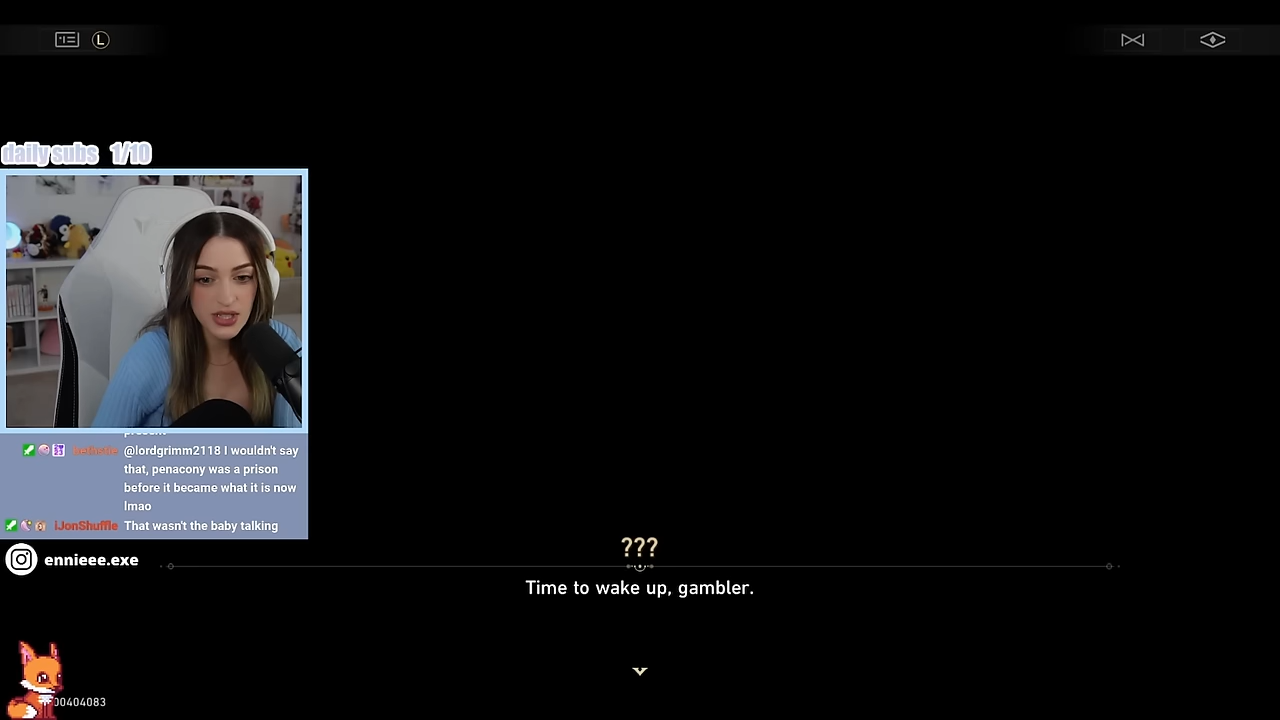 L
daily subs 1/10
present
@lordgrimm2118 I wouldn't say
that, penacony was a prison
before it became what it is now
lmao
iJonShuffle That wasn't the baby talking
ennieee.exe
???
Time to wake up, gambler.
00404083